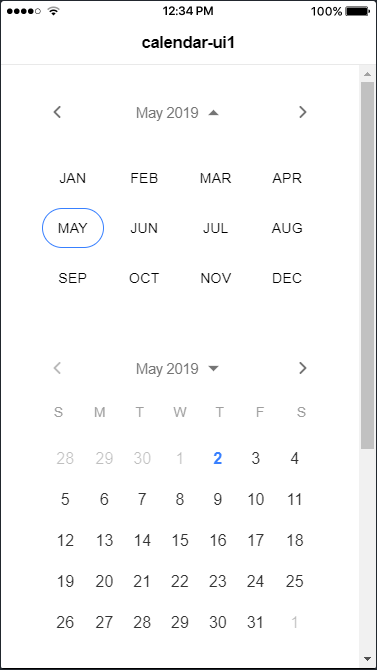 12:34 PM 100%
calendar-ui1
May 2019
JAN FEB MAR APR
MAY JUN JUL AUG
SEP OCT NOV DEC
May 2019
S M T W T F S
28 29 30 1 2 3 4
5 6 7 8 9 10 11
12 13 14 15 16 17 18
19 20 21 22 23 24 25
26 27 28 29 30 31 1